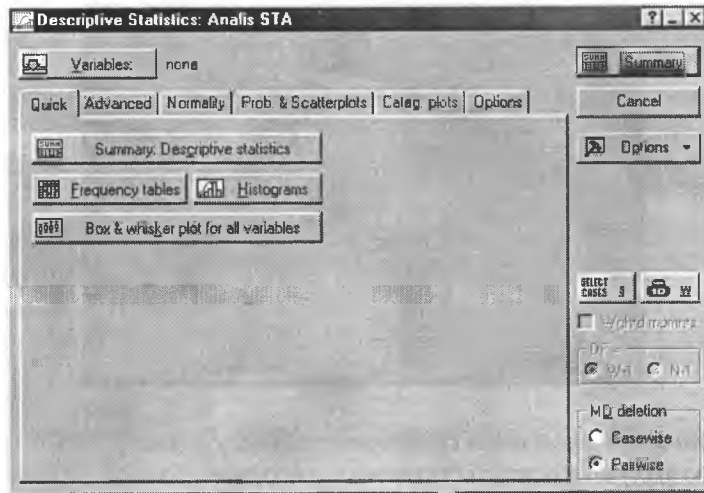 Descriptive Statistics: Analis STA
Variables: none
Quick Advanced Normality Prob. & Scatterplots Categ. plots Options
Summary: Descriptive statistics
Frequency tables Histograms
Box & whisker plot for all variables
Summary
Cancel
Options
SELECT CASES S W
Wghtd momnts
DF =
W-1 N-1
MD deletion
Casewise
Pairwise